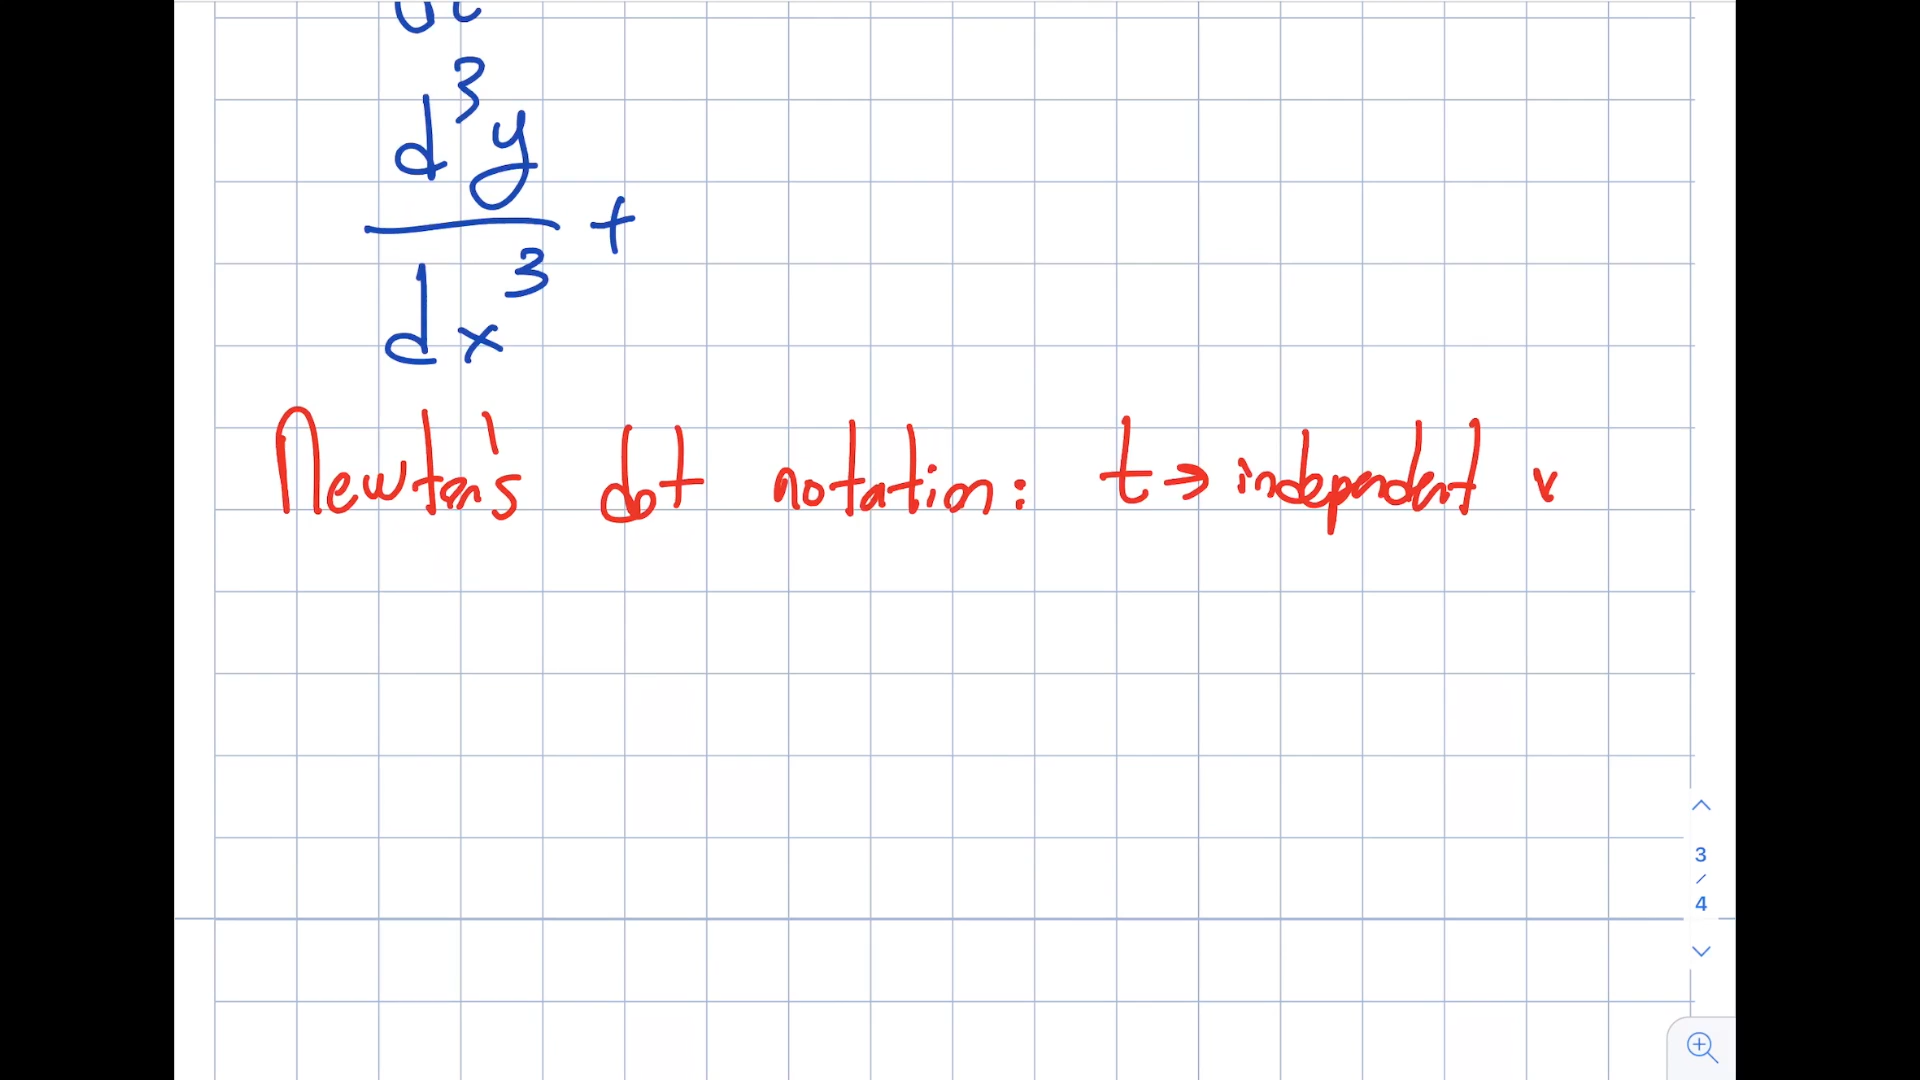 d³y
—— +
dx³
Newton's dot notation: t → independent v
3
/
4